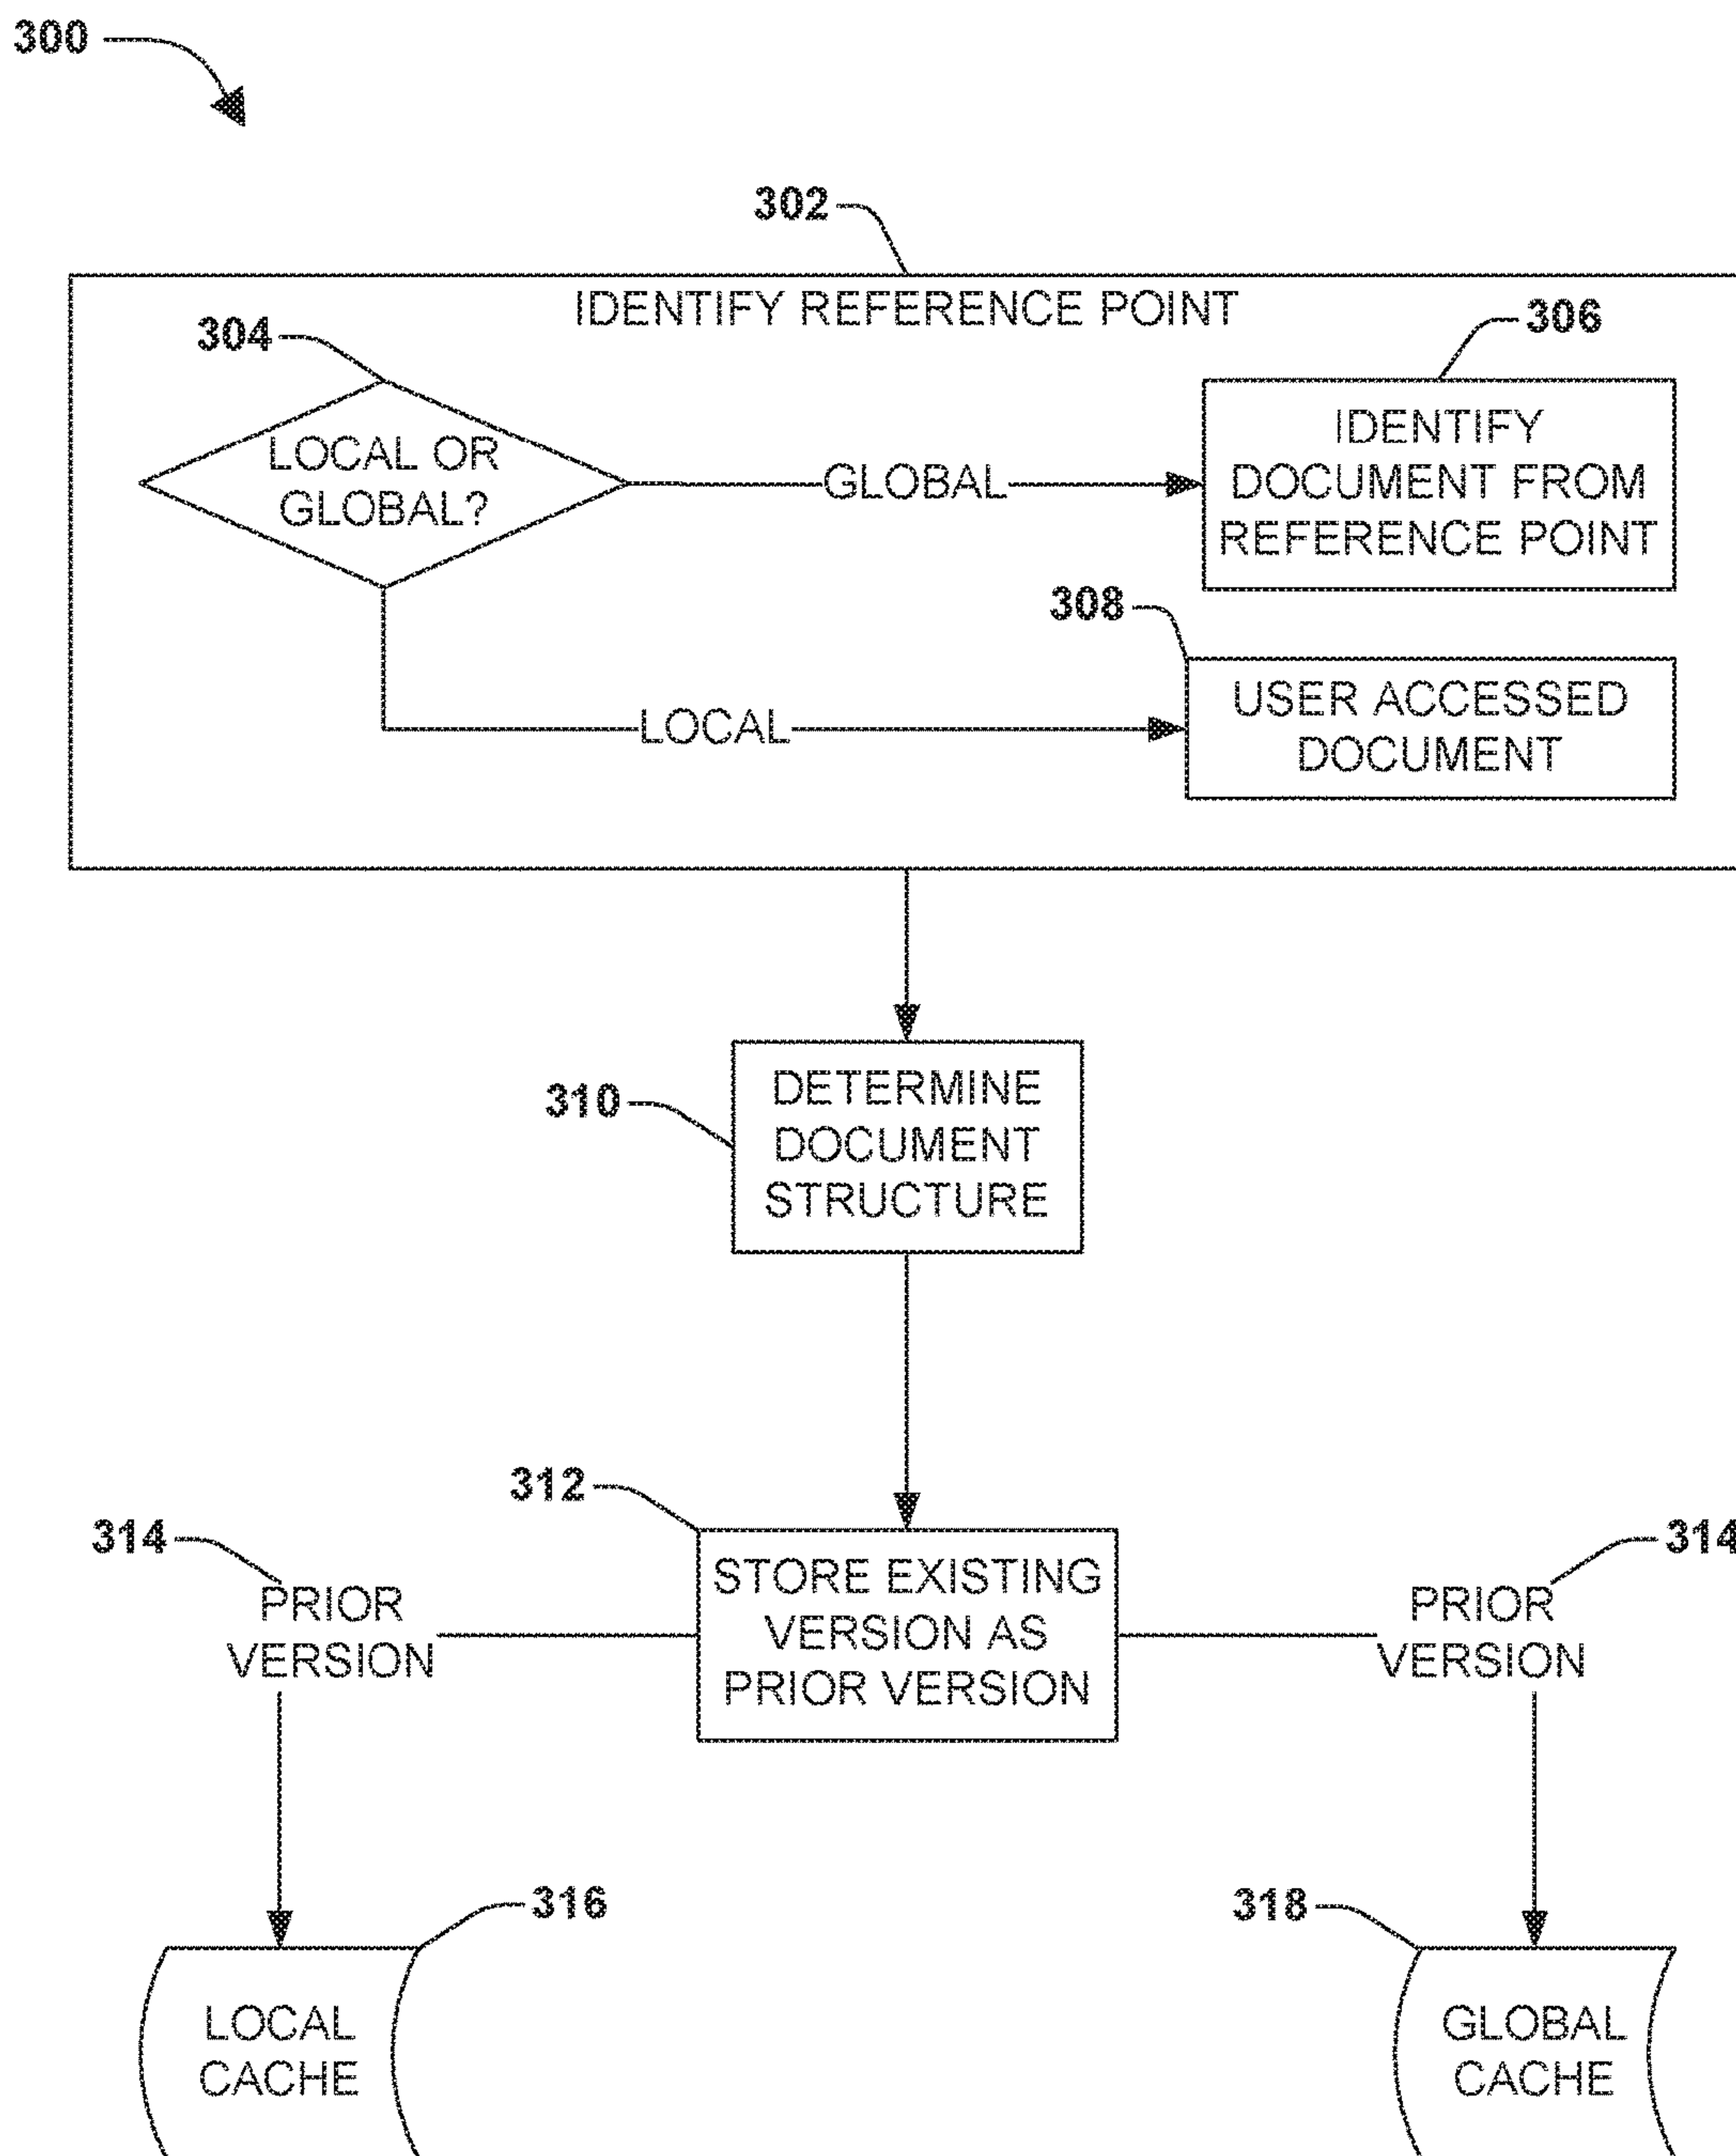 300
302
IDENTIFY REFERENCE POINT
304
306
LOCAL OR
GLOBAL?
GLOBAL
IDENTIFY
DOCUMENT FROM
REFERENCE POINT
308
LOCAL
USER ACCESSED
DOCUMENT
310
DETERMINE
DOCUMENT
STRUCTURE
312
314
314
PRIOR
VERSION
STORE EXISTING
VERSION AS
PRIOR VERSION
PRIOR
VERSION
316
318
LOCAL
CACHE
GLOBAL
CACHE